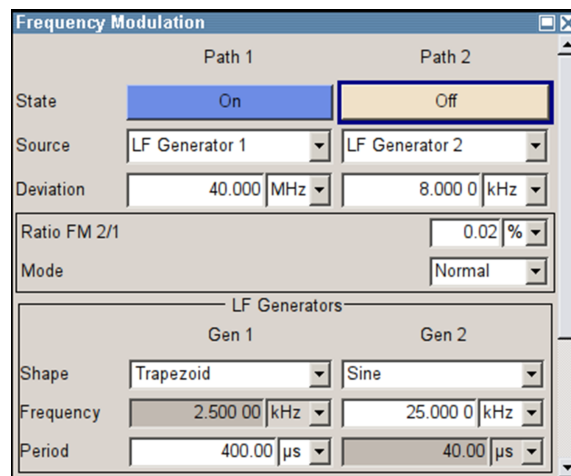 Frequency Modulation
Path 1 Path 2
State On Off
Source LF Generator 1 LF Generator 2
Deviation 40.000 MHz 8.000 0 kHz
Ratio FM 2/1 0.02 %
Mode Normal
LF Generators
Gen 1 Gen 2
Shape Trapezoid Sine
Frequency 2.500 00 kHz 25.000 0 kHz
Period 400.00 µs 40.00 µs